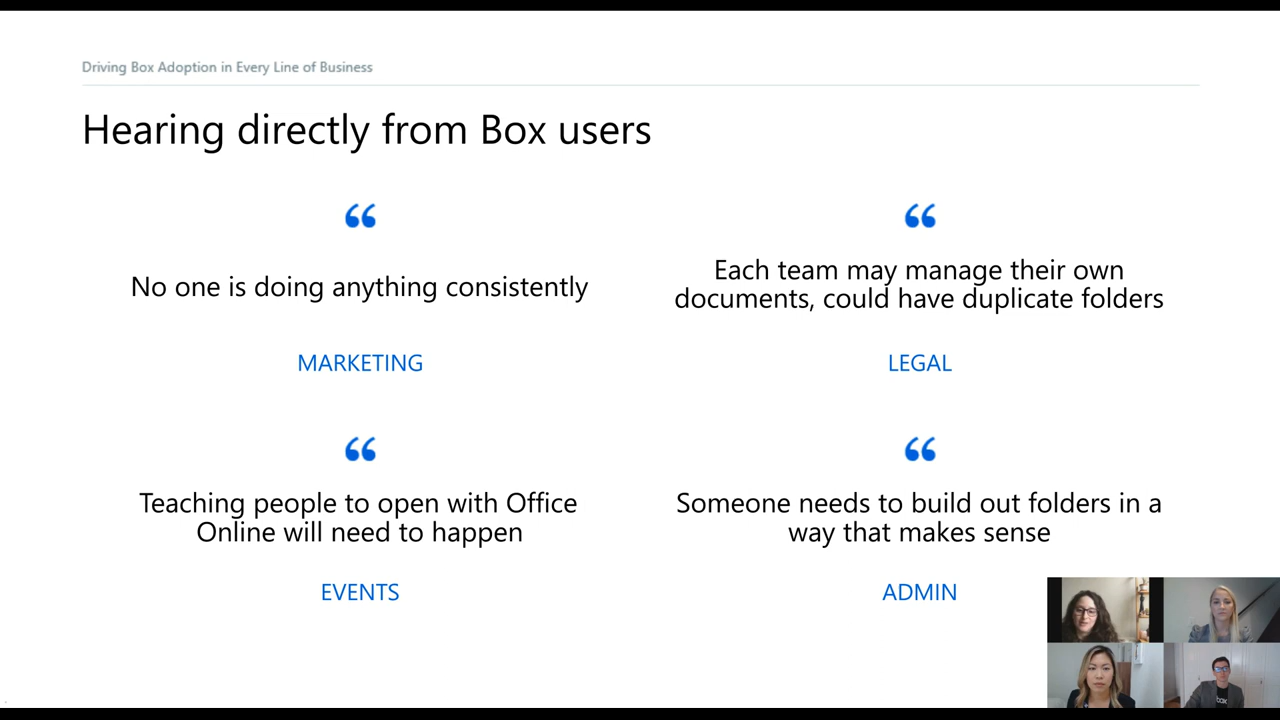 Driving Box Adoption in Every Line of Business
Hearing directly from Box users
“
No one is doing anything consistently
MARKETING
“
Each team may manage their own
documents, could have duplicate folders
LEGAL
“
Teaching people to open with Office
Online will need to happen
EVENTS
“
Someone needs to build out folders in a
way that makes sense
ADMIN
box